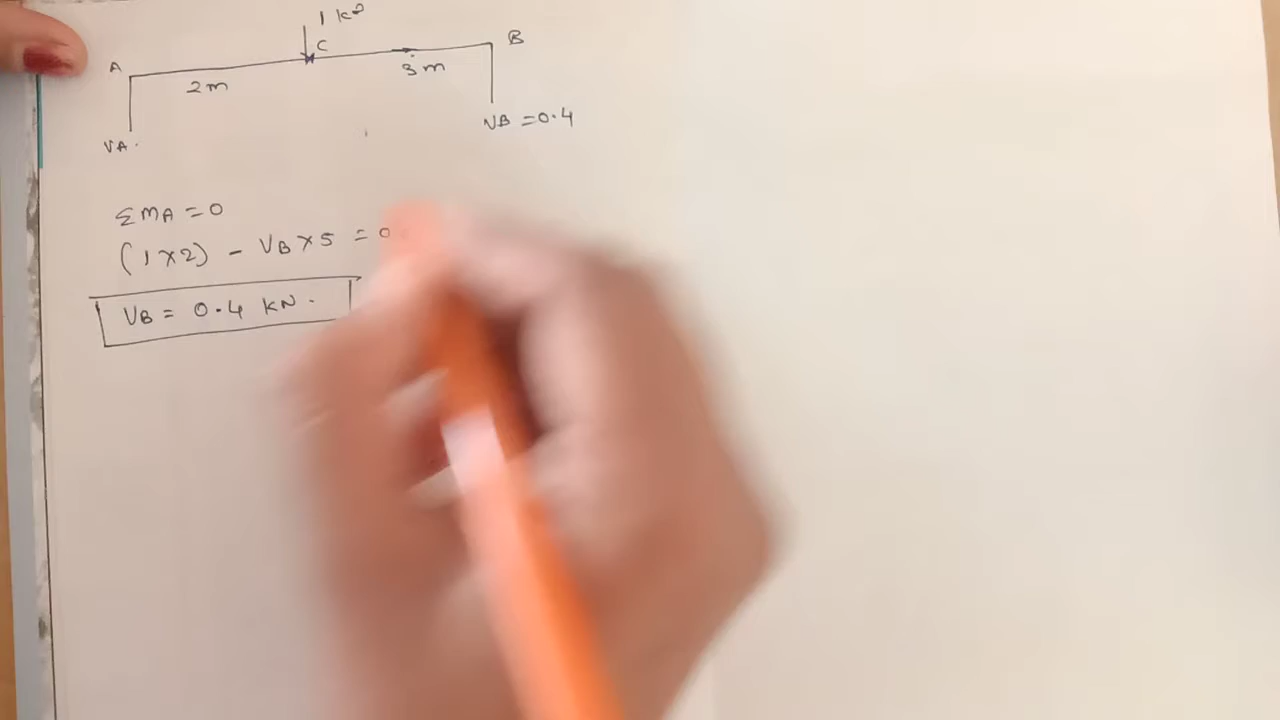 1 kN
A
C
B
2m
3m
VA.
VB = 0.4
ΣMA = 0
(1×2) - VB×5 = 0
VB = 0.4 kN.